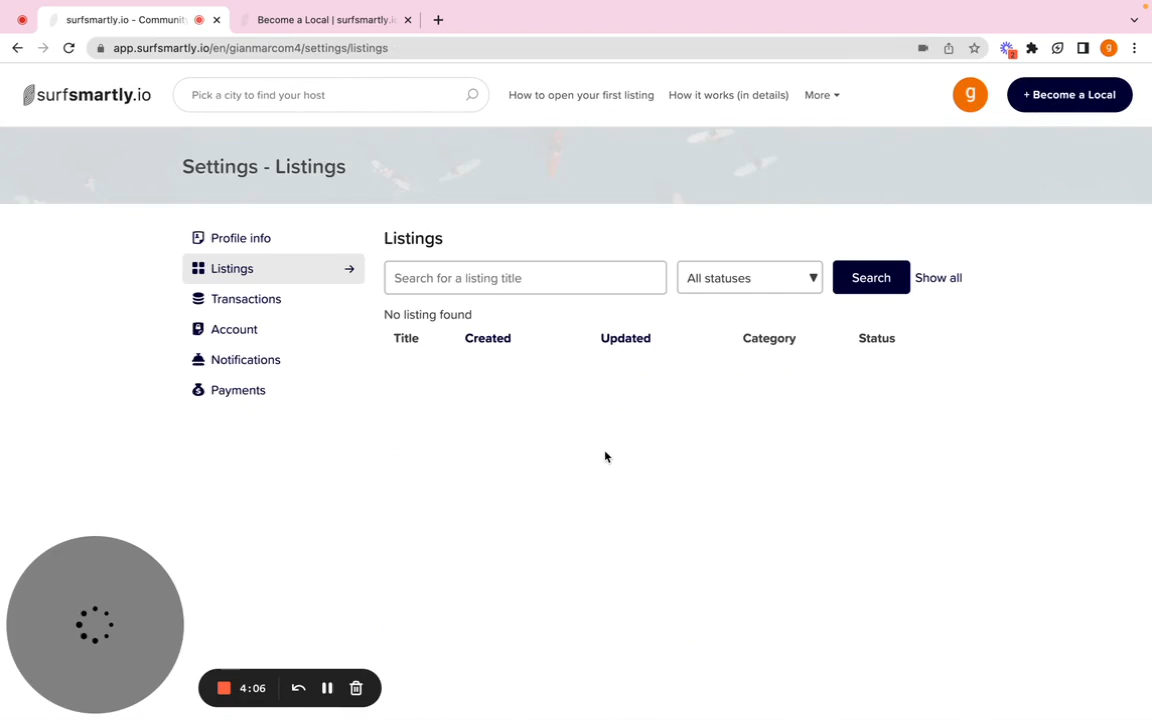 surfsmartly.io - Communit
Become a Local | surfsmartly.io
app.surfsmartly.io/en/gianmarcom4/settings/listings
2
g
surfsmartly.io
Pick a city to find your host
How to open your first listing
How it works (in details)
More
g
+ Become a Local
Settings - Listings
Profile info
Listings
Transactions
Account
Notifications
Payments
Listings
Search for a listing title
All statuses
Search
Show all
No listing found
Title Created Updated Category Status
4:06